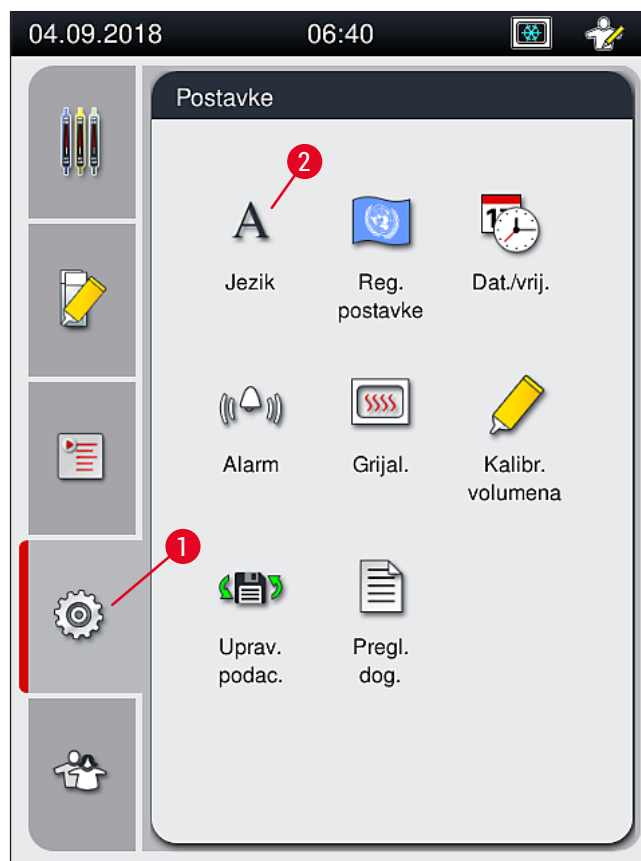 04.09.2018 06:40
Postavke
2
A
17
Jezik Reg. postavke Dat./vrij.
Alarm Grijal. Kalibr. volumena
1
Uprav. podac. Pregl. dog.